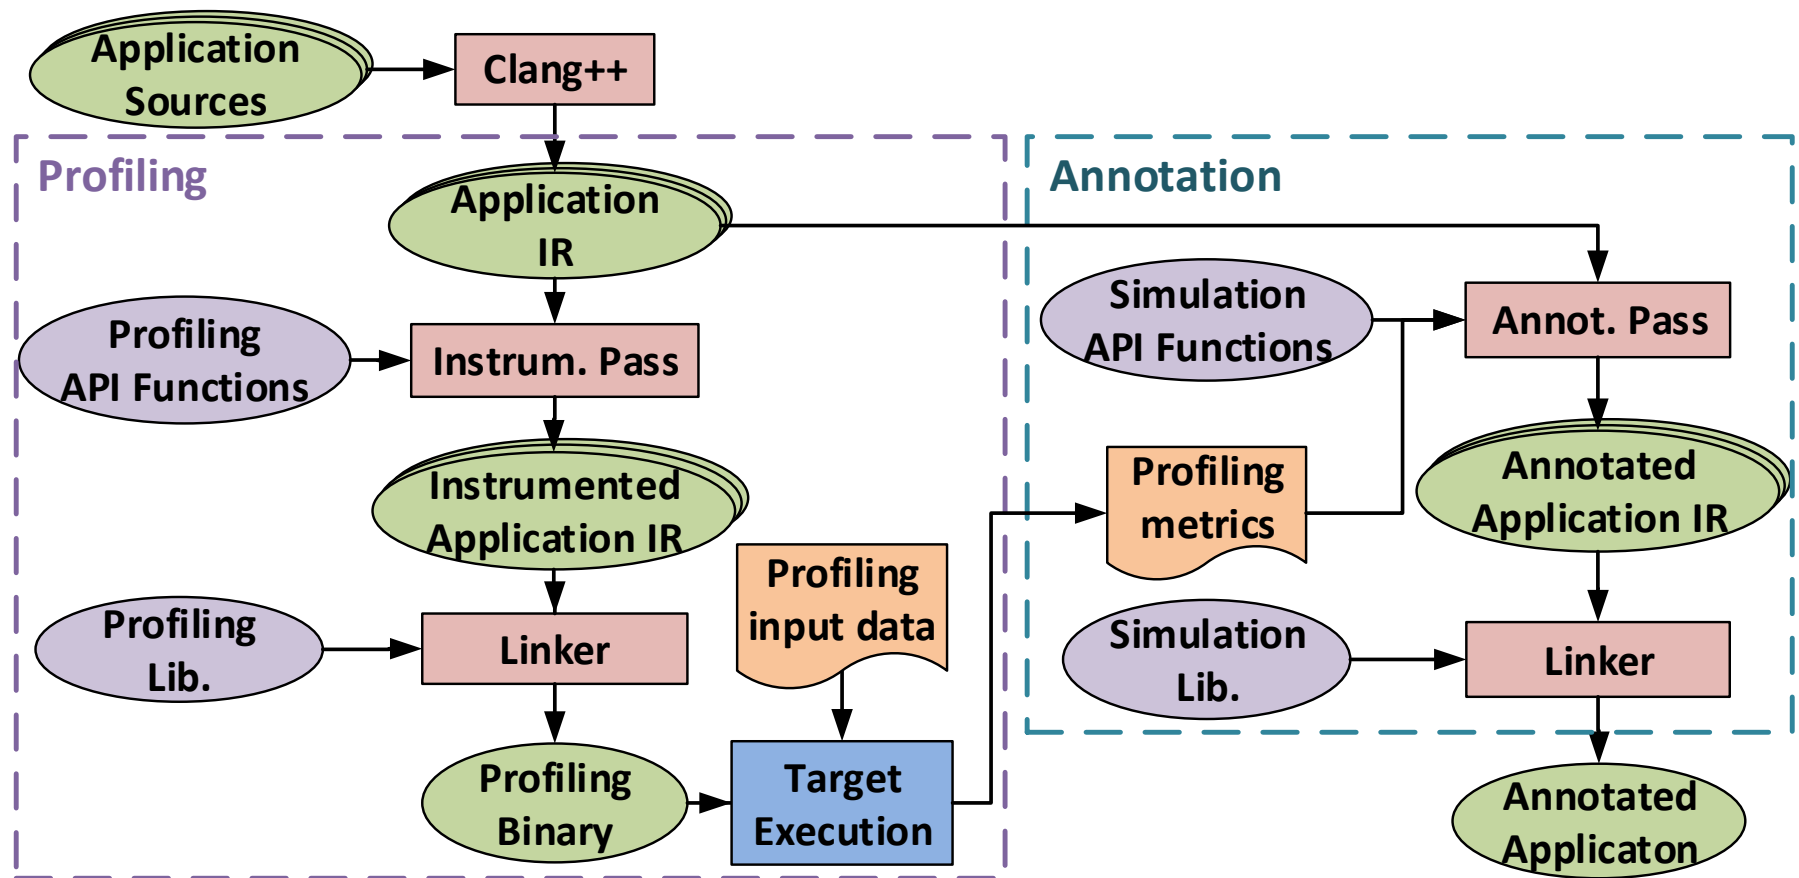 Application
Sources
Clang++
Profiling
Application
IR
Profiling
API Functions
Instrum. Pass
Instrumented
Application IR
Profiling
Lib.
Linker
Profiling
input data
Profiling
Binary
Target
Execution
Annotation
Simulation
API Functions
Annot. Pass
Profiling
metrics
Annotated
Application IR
Simulation
Lib.
Linker
Annotated
Applicaton